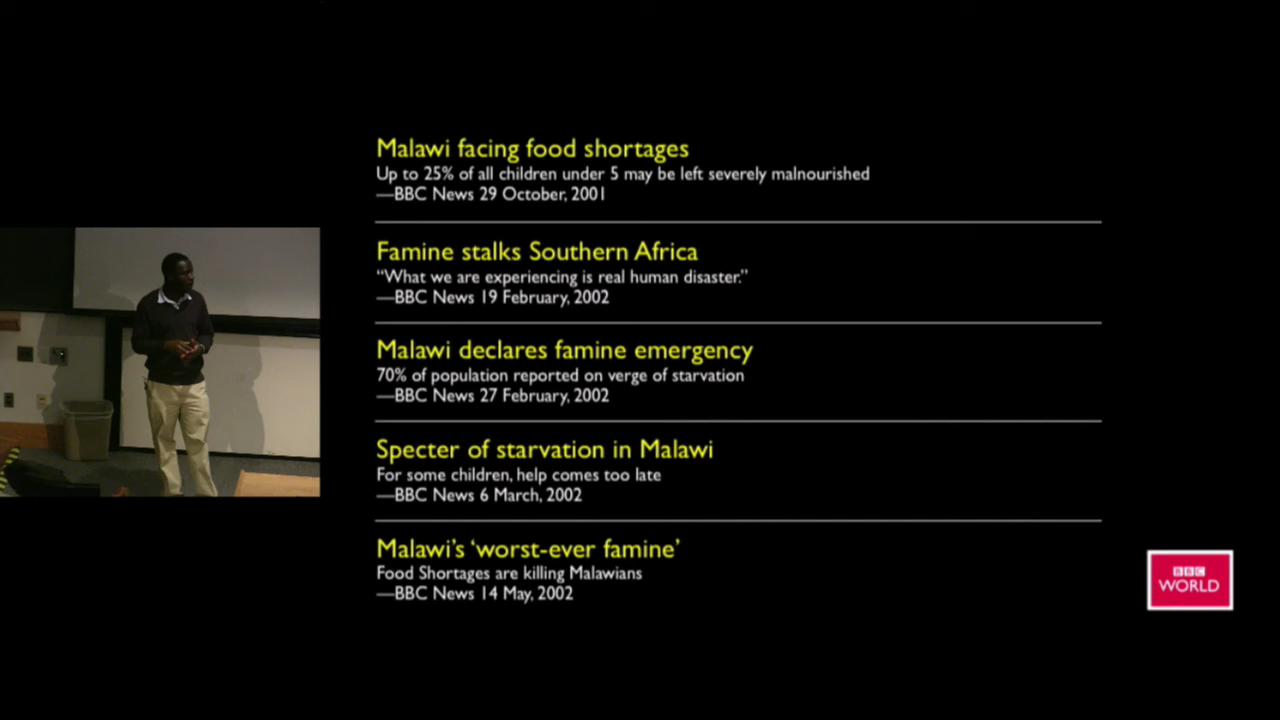 Malawi facing food shortages
Up to 25% of all children under 5 may be left severely malnourished
—BBC News 29 October, 2001
Famine stalks Southern Africa
“What we are experiencing is real human disaster.”
—BBC News 19 February, 2002
Malawi declares famine emergency
70% of population reported on verge of starvation
—BBC News 27 February, 2002
Specter of starvation in Malawi
For some children, help comes too late
—BBC News 6 March, 2002
Malawi’s ‘worst-ever famine’
Food Shortages are killing Malawians
—BBC News 14 May, 2002
BBC
WORLD